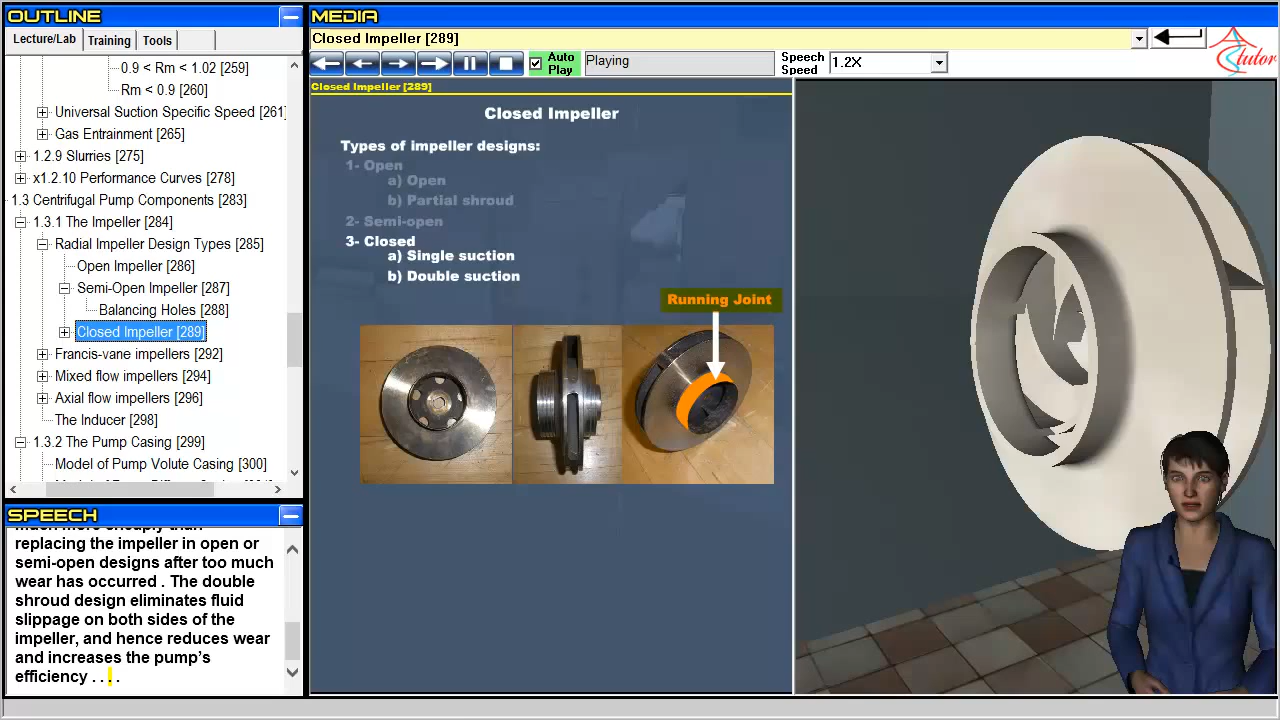 OUTLINE
Lecture/Lab
Training
Tools
0.9 < Rm < 1.02 [259]
Rm < 0.9 [260]
Universal Suction Specific Speed [261]
Gas Entrainment [265]
1.2.9 Slurries [275]
x1.2.10 Performance Curves [278]
1.3 Centrifugal Pump Components [283]
1.3.1 The Impeller [284]
Radial Impeller Design Types [285]
Open Impeller [286]
Semi-Open Impeller [287]
Balancing Holes [288]
Closed Impeller [289]
Francis-vane impellers [292]
Mixed flow impellers [294]
Axial flow impellers [296]
The Inducer [298]
1.3.2 The Pump Casing [299]
Model of Pump Volute Casing [300]
SPEECH
much more cheaply than
replacing the impeller in open or
semi-open designs after too much
wear has occurred . The double
shroud design eliminates fluid
slippage on both sides of the
impeller, and hence reduces wear
and increases the pump's
efficiency . . . .
MEDIA
Closed Impeller [289]
Auto
Play
Playing
Speech
Speed
1.2X
tutor
Closed Impeller [289]
Closed Impeller
Types of impeller designs:
1- Open
a) Open
b) Partial shroud
2- Semi-open
3- Closed
a) Single suction
b) Double suction
Running Joint